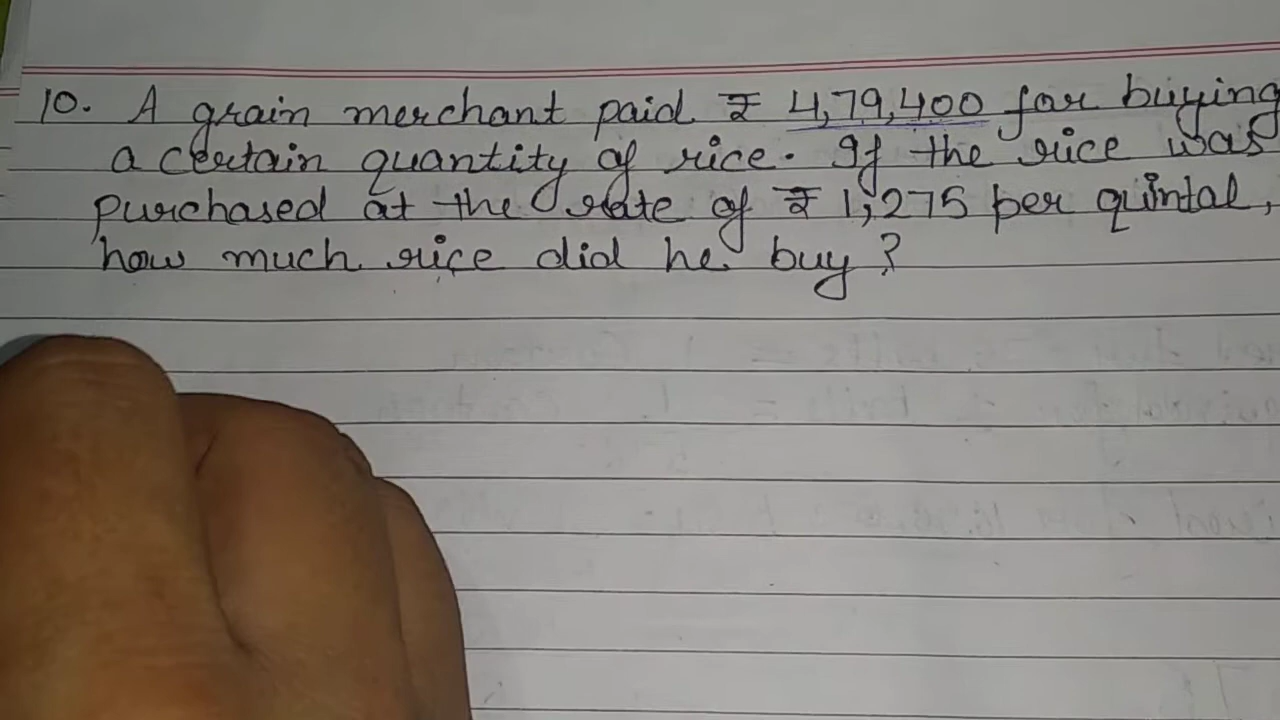 10. A grain merchant paid ₹ 4,79,400 for buying
a certain quantity of rice. If the rice was
purchased at the rate of ₹ 1,275 per quintal,
how much rice did he buy?